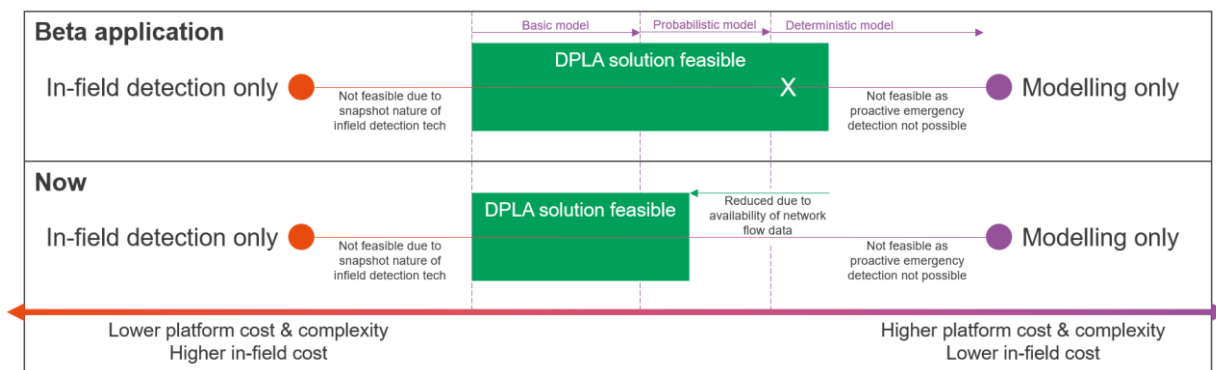 Beta application
Basic model
Probabilistic model
Deterministic model
DPLA solution feasible
In-field detection only
X
Modelling only
Not feasible due to
snapshot nature of
infield detection tech
Not feasible as
proactive emergency
detection not possible
Now
DPLA solution feasible
Reduced due to
availability of network
flow data
In-field detection only
Modelling only
Not feasible due to
snapshot nature of
infield detection tech
Not feasible as
proactive emergency
detection not possible
Lower platform cost & complexity
Higher in-field cost
Higher platform cost & complexity
Lower in-field cost